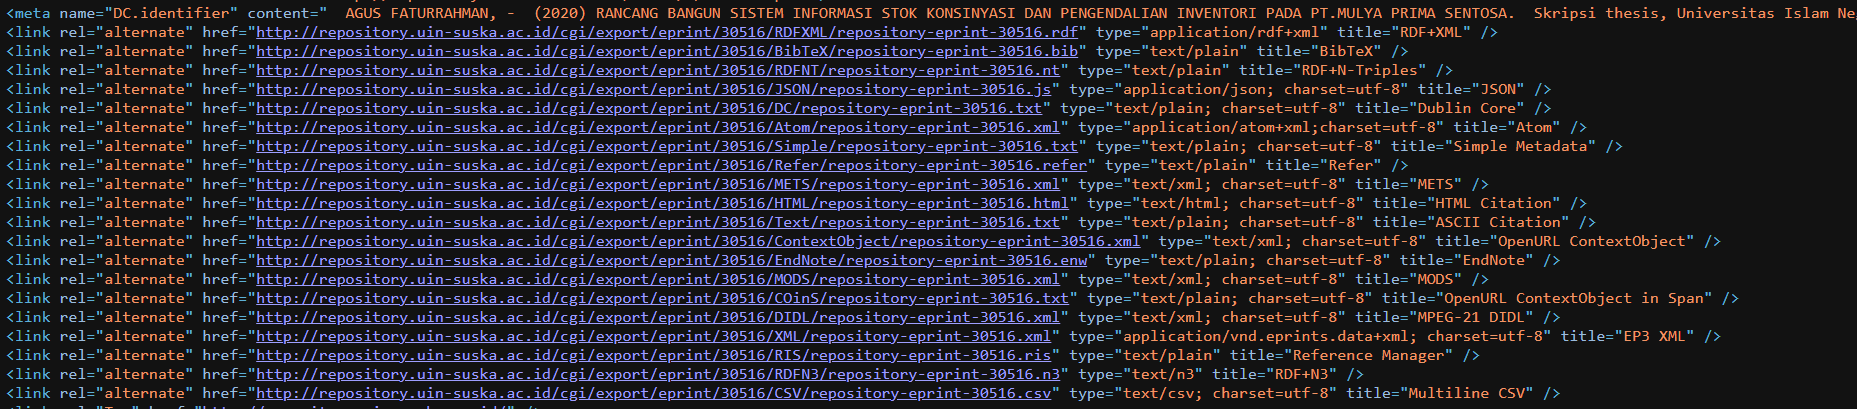 <meta name="DC.identifier" content="  AGUS FATURRAHMAN, -  (2020) RANCANG BANGUN SISTEM INFORMASI STOK KONSINYASI DAN PENGENDALIAN INVENTORI PADA PT.MULYA PRIMA SENTOSA.  Skripsi thesis, Universitas Islam Ne
<link rel="alternate" href="http://repository.uin-suska.ac.id/cgi/export/eprint/30516/RDFXML/repository-eprint-30516.rdf" type="application/rdf+xml" title="RDF+XML" />
<link rel="alternate" href="http://repository.uin-suska.ac.id/cgi/export/eprint/30516/BibTeX/repository-eprint-30516.bib" type="text/plain" title="BibTeX" />
<link rel="alternate" href="http://repository.uin-suska.ac.id/cgi/export/eprint/30516/RDFNT/repository-eprint-30516.nt" type="text/plain" title="RDF+N-Triples" />
<link rel="alternate" href="http://repository.uin-suska.ac.id/cgi/export/eprint/30516/JSON/repository-eprint-30516.js" type="application/json; charset=utf-8" title="JSON" />
<link rel="alternate" href="http://repository.uin-suska.ac.id/cgi/export/eprint/30516/DC/repository-eprint-30516.txt" type="text/plain; charset=utf-8" title="Dublin Core" />
<link rel="alternate" href="http://repository.uin-suska.ac.id/cgi/export/eprint/30516/Atom/repository-eprint-30516.xml" type="application/atom+xml;charset=utf-8" title="Atom" />
<link rel="alternate" href="http://repository.uin-suska.ac.id/cgi/export/eprint/30516/Simple/repository-eprint-30516.txt" type="text/plain; charset=utf-8" title="Simple Metadata" />
<link rel="alternate" href="http://repository.uin-suska.ac.id/cgi/export/eprint/30516/Refer/repository-eprint-30516.refer" type="text/plain" title="Refer" />
<link rel="alternate" href="http://repository.uin-suska.ac.id/cgi/export/eprint/30516/METS/repository-eprint-30516.xml" type="text/xml; charset=utf-8" title="METS" />
<link rel="alternate" href="http://repository.uin-suska.ac.id/cgi/export/eprint/30516/HTML/repository-eprint-30516.html" type="text/html; charset=utf-8" title="HTML Citation" />
<link rel="alternate" href="http://repository.uin-suska.ac.id/cgi/export/eprint/30516/Text/repository-eprint-30516.txt" type="text/plain; charset=utf-8" title="ASCII Citation" />
<link rel="alternate" href="http://repository.uin-suska.ac.id/cgi/export/eprint/30516/ContextObject/repository-eprint-30516.xml" type="text/xml; charset=utf-8" title="OpenURL ContextObject" />
<link rel="alternate" href="http://repository.uin-suska.ac.id/cgi/export/eprint/30516/EndNote/repository-eprint-30516.enw" type="text/plain; charset=utf-8" title="EndNote" />
<link rel="alternate" href="http://repository.uin-suska.ac.id/cgi/export/eprint/30516/MODS/repository-eprint-30516.xml" type="text/xml; charset=utf-8" title="MODS" />
<link rel="alternate" href="http://repository.uin-suska.ac.id/cgi/export/eprint/30516/COinS/repository-eprint-30516.txt" type="text/plain; charset=utf-8" title="OpenURL ContextObject in Span" />
<link rel="alternate" href="http://repository.uin-suska.ac.id/cgi/export/eprint/30516/DIDL/repository-eprint-30516.xml" type="text/xml; charset=utf-8" title="MPEG-21 DIDL" />
<link rel="alternate" href="http://repository.uin-suska.ac.id/cgi/export/eprint/30516/XML/repository-eprint-30516.xml" type="application/vnd.eprints.data+xml; charset=utf-8" title="EP3 XML" />
<link rel="alternate" href="http://repository.uin-suska.ac.id/cgi/export/eprint/30516/RIS/repository-eprint-30516.ris" type="text/plain" title="Reference Manager" />
<link rel="alternate" href="http://repository.uin-suska.ac.id/cgi/export/eprint/30516/RDFN3/repository-eprint-30516.n3" type="text/n3" title="RDF+N3" />
<link rel="alternate" href="http://repository.uin-suska.ac.id/cgi/export/eprint/30516/CSV/repository-eprint-30516.csv" type="text/csv; charset=utf-8" title="Multiline CSV" />